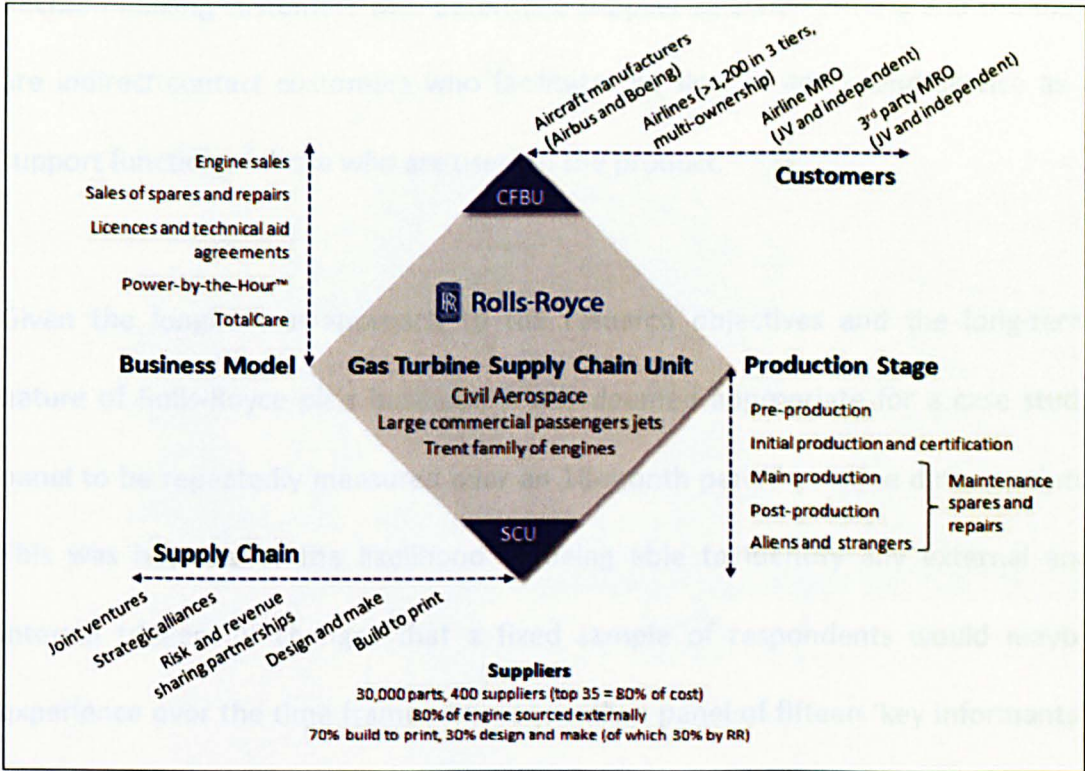 Aircraft manufacturers
(Airbus and Boeing)
Airlines (>1,200 in 3 tiers,
multi-ownership)
Airline MRO
(JV and independent)
3rd party MRO
(JV and independent)
Customers
CFBU
Engine sales
Sales of spares and repairs
Licences and technical aid
agreements
Power-by-the-Hour™
TotalCare
Business Model
RR Rolls-Royce
Gas Turbine Supply Chain Unit
Civil Aerospace
Large commercial passengers jets
Trent family of engines
Production Stage
Pre-production
Initial production and certification
Main production
Post-production
Aliens and strangers
Maintenance
spares and
repairs
SCU
Supply Chain
Joint ventures
Strategic alliances
Risk and revenue
sharing partnerships
Design and make
Build to print
Suppliers
30,000 parts, 400 suppliers (top 35 = 80% of cost)
80% of engine sourced externally
70% build to print, 30% design and make (of which 30% by RR)